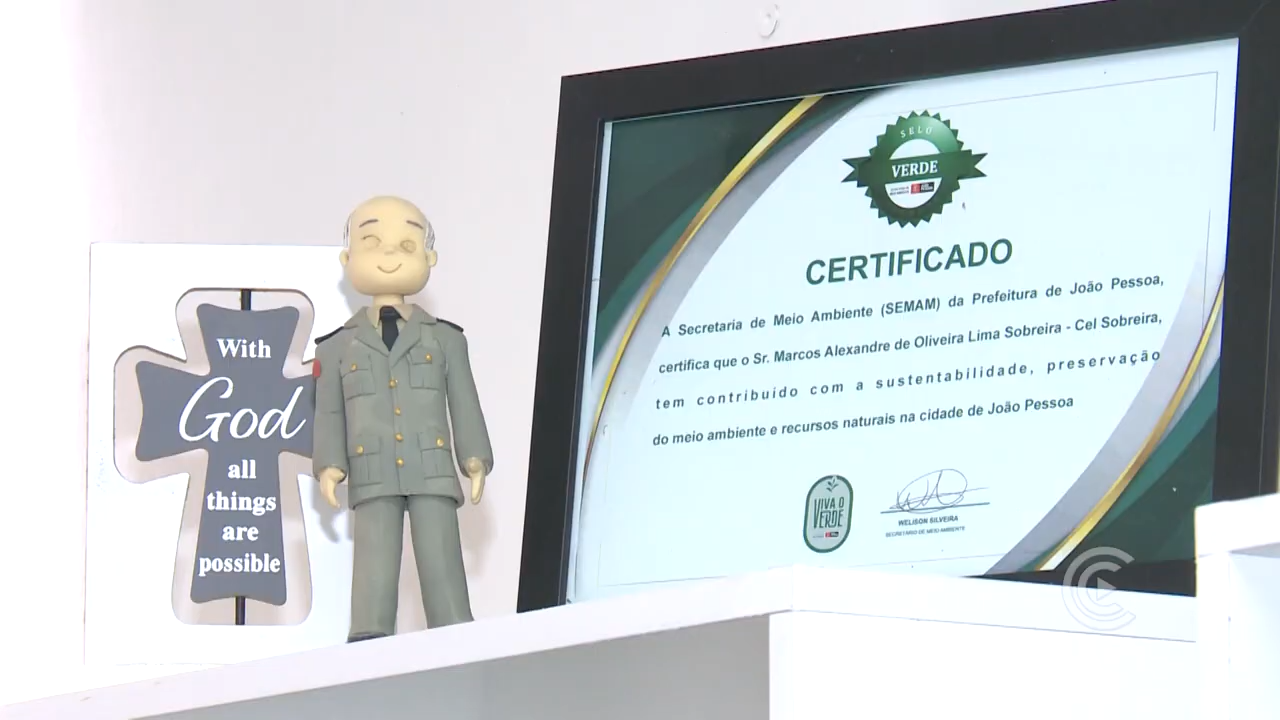 With
God
all
things
are
possible
SELO
VERDE
CERTIFICADO
A Secretaria de Meio Ambiente (SEMAM) da Prefeitura de João Pessoa,
certifica que o Sr. Marcos Alexandre de Oliveira Lima Sobreira - Cel Sobreira,
tem contribuído com a sustentabilidade, preservação
do meio ambiente e recursos naturais na cidade de João Pessoa
VIVA O
VERDE
WELISON SILVEIRA
SECRETÁRIO DE MEIO AMBIENTE